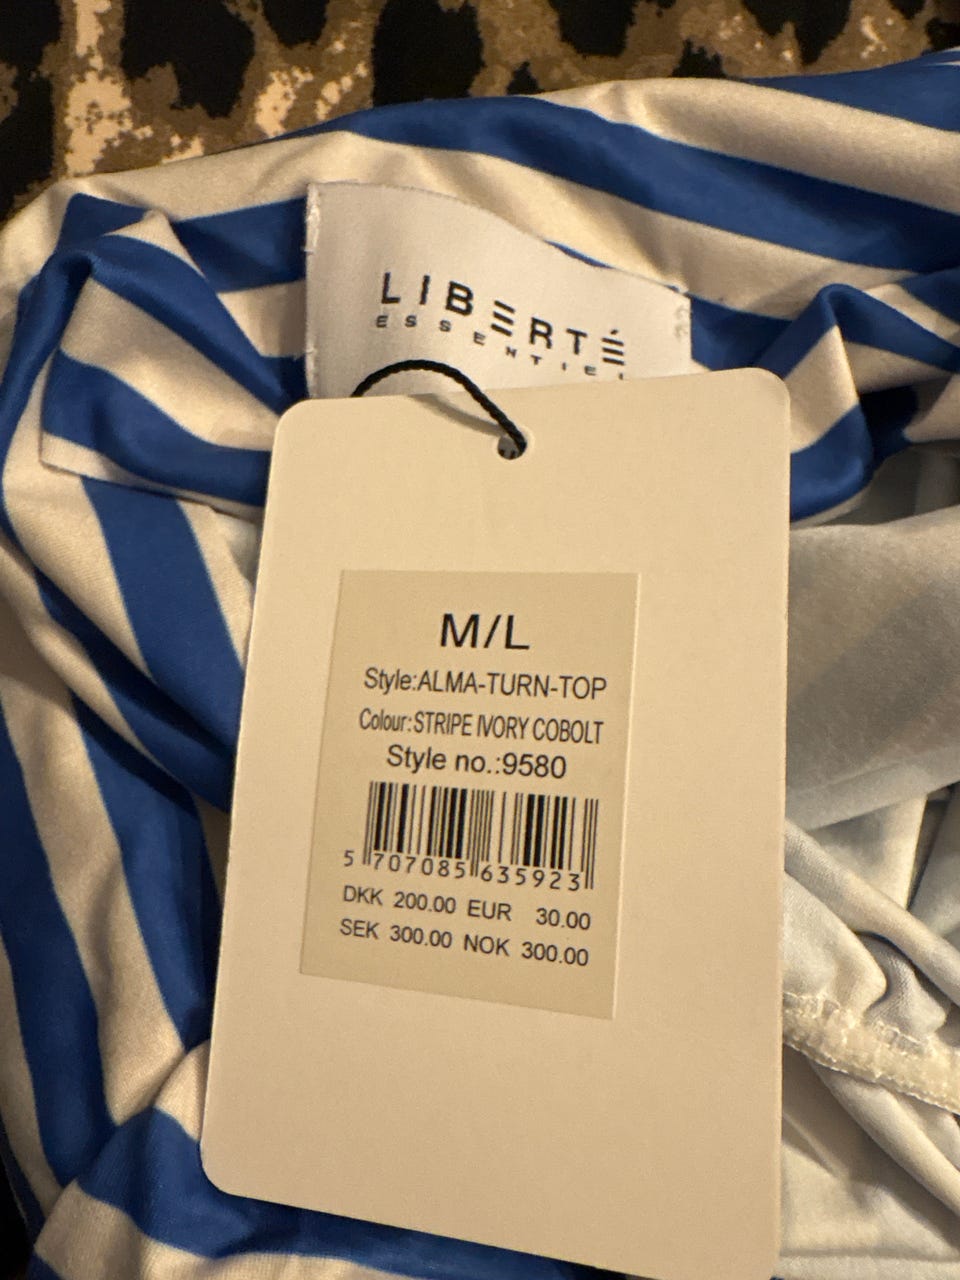 LIBERTÉ
ESSENTIEL
M/L
Style:ALMA-TURN-TOP
Colour:STRIPE IVORY COBOLT
Style no.:9580
5 707085 635923
DKK 200.00 EUR 30.00
SEK 300.00 NOK 300.00